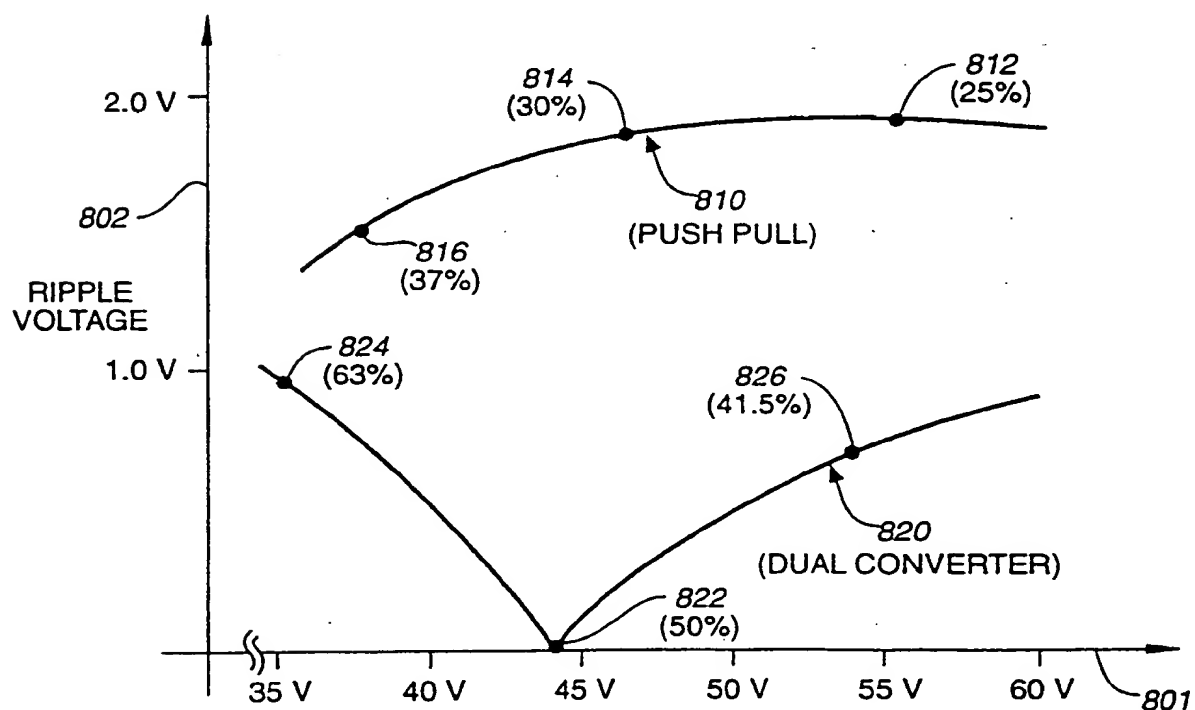 814
(30%)
812
(25%)
2.0 V
802
810
(PUSH PULL)
816
(37%)
RIPPLE
VOLTAGE
1.0 V
824
(63%)
826
(41.5%)
820
(DUAL CONVERTER)
822
(50%)
35 V
40 V
45 V
50 V
55 V
60 V
801